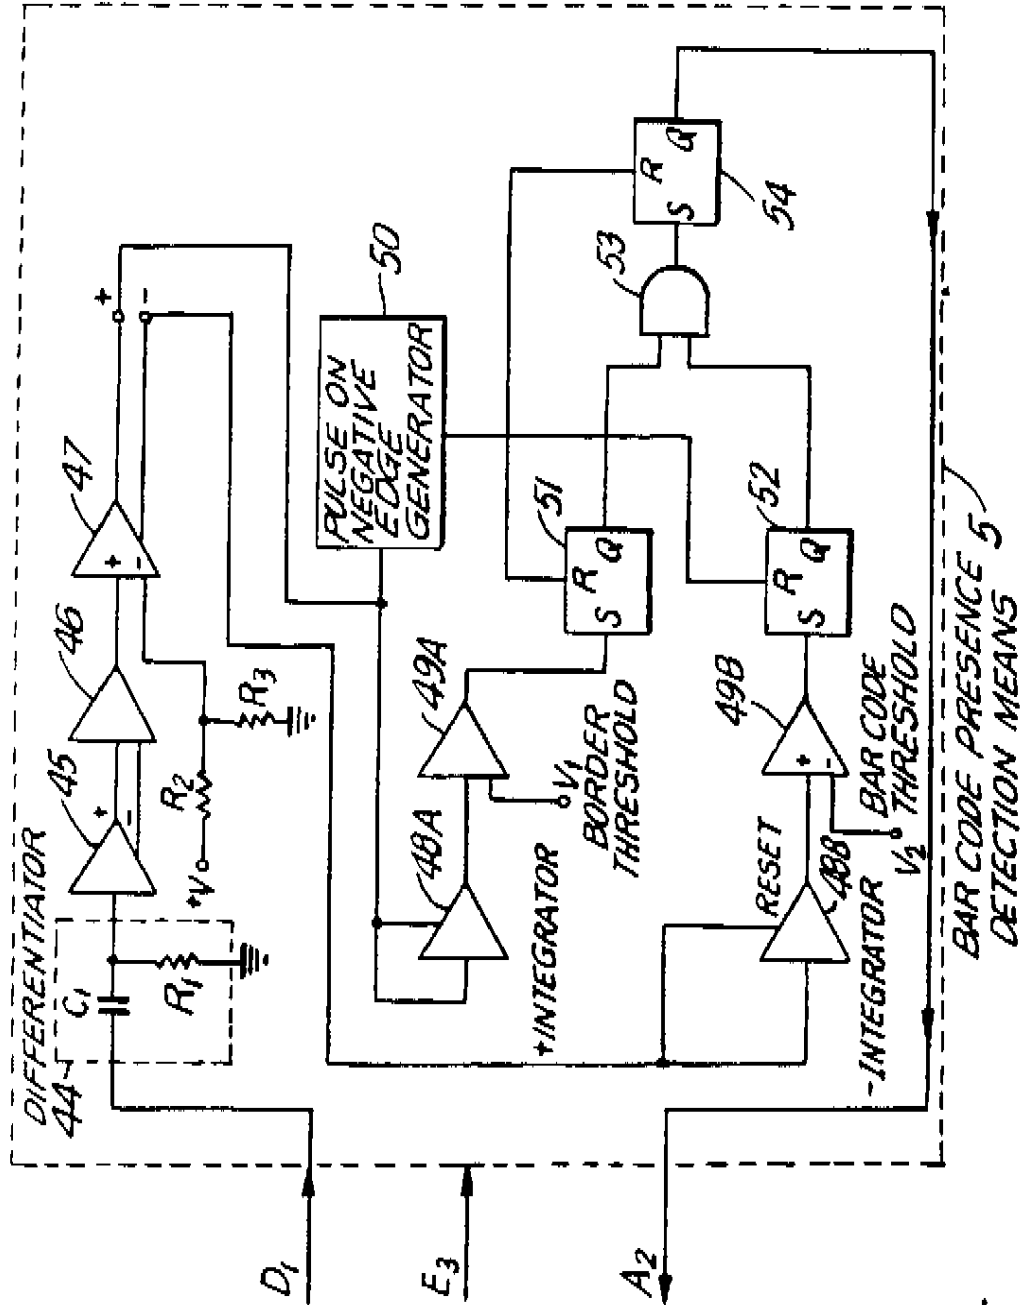 DIFFERENTIATOR
44
C1
R1
45
+
-
46
47
+
-
+V
R2
R3
+
-
PULSE ON
NEGATIVE
EDGE
GENERATOR
50
48A
+INTEGRATOR
49A
V1
BORDER
THRESHOLD
51
S R Q
53
S R Q
54
RESET
48B
-INTEGRATOR
49B
+
-
V2
BAR CODE
THRESHOLD
52
S R Q
D1
E3
A2
BAR CODE PRESENCE
DETECTION MEANS
5